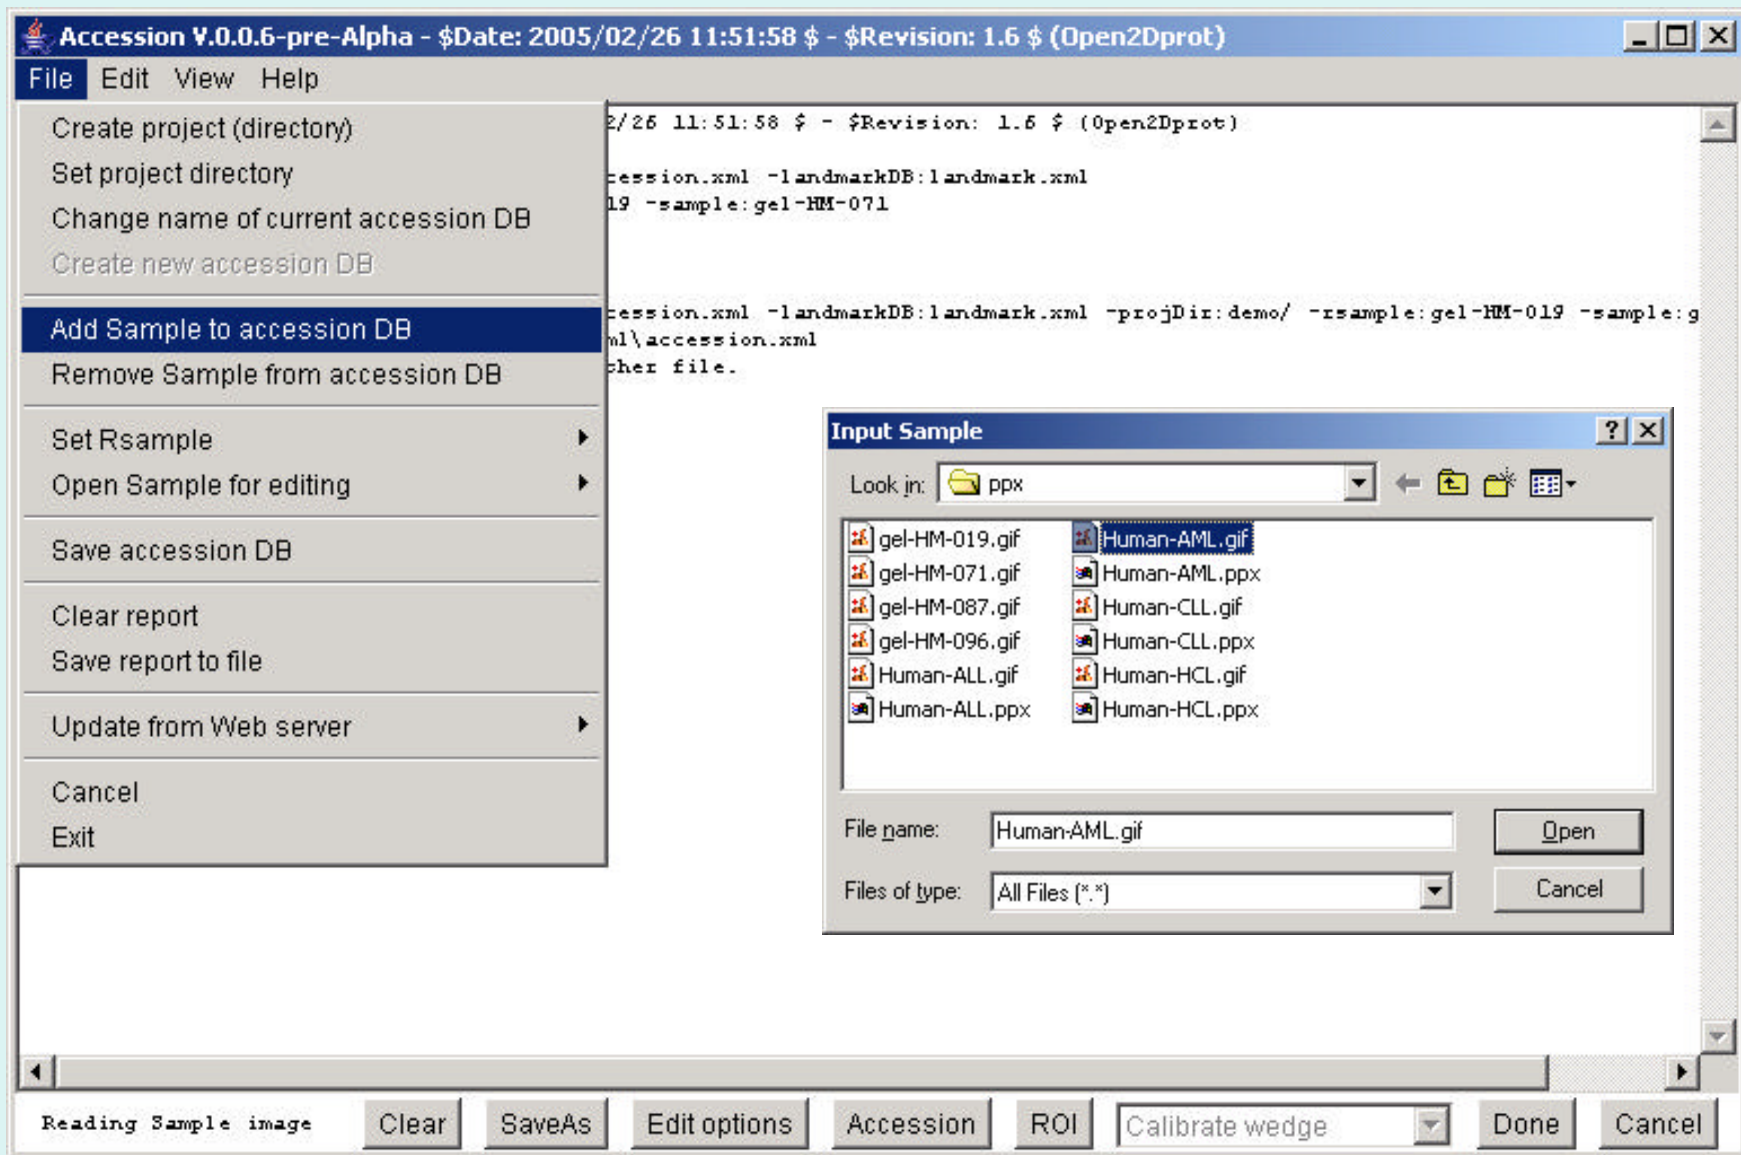 Accession V.0.0.6-pre-Alpha - $Date: 2005/02/26 11:51:58 $ - $Revision: 1.6 $ (Open2Dprot)
File Edit View Help
Create project (directory)
Set project directory
Change name of current accession DB
Create new accession DB
Add Sample to accession DB
Remove Sample from accession DB
Set Rsample
Open Sample for editing
Save accession DB
Clear report
Save report to file
Update from Web server
Cancel
Exit
2/26 11:51:58 $ - $Revision: 1.6 $ (Open2Dprot)
cession.xml -landmarkDB:landmark.xml
19 -sample:gel-HM-071
cession.xml -landmarkDB:landmark.xml -projDir:demo/ -rsample:gel-HM-019 -sample:g
ml\accession.xml
ther file.
Input Sample
Look in: ppx
gel-HM-019.gif
gel-HM-071.gif
gel-HM-087.gif
gel-HM-096.gif
Human-ALL.gif
Human-ALL.ppx
Human-AML.gif
Human-AML.ppx
Human-CLL.gif
Human-CLL.ppx
Human-HCL.gif
Human-HCL.ppx
File name: Human-AML.gif Open
Files of type: All Files (*.*) Cancel
Reading Sample image Clear SaveAs Edit options Accession ROI Calibrate wedge Done Cancel